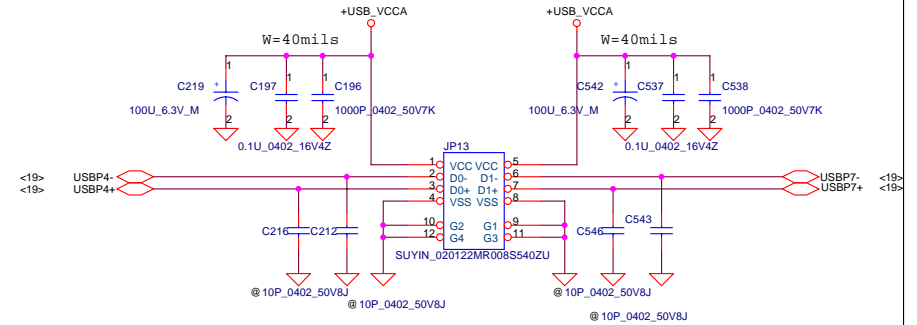 +USB_VCCA
+USB_VCCA
W=40mils
W=40mils
1 1 1
1 1 1
C219 + C197 C196
C542 + C537 C538
100U_6.3V_M 1000P_0402_50V7K
100U_6.3V_M 1000P_0402_50V7K
2 2 2
2 2 2
0.1U_0402_16V4Z
0.1U_0402_16V4Z
JP13
1 VCC VCC 5
<19> USBP4- 2 D0- D1- 6 USBP7- <19>
<19> USBP4+ 3 D0+ D1+ 7 USBP7+ <19>
4 VSS VSS 8
10 G2 G1 9
12 G4 G3 11
C216 C212
C546 C543
SUYIN_020122MR008S540ZU
@10P_0402_50V8J
@10P_0402_50V8J
@10P_0402_50V8J
@10P_0402_50V8J